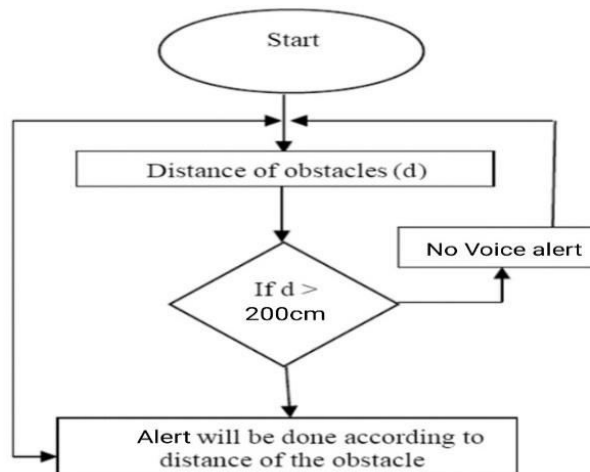 Start
Distance of obstacles (d)
No Voice alert
If d >
200cm
Alert will be done according to
distance of the obstacle